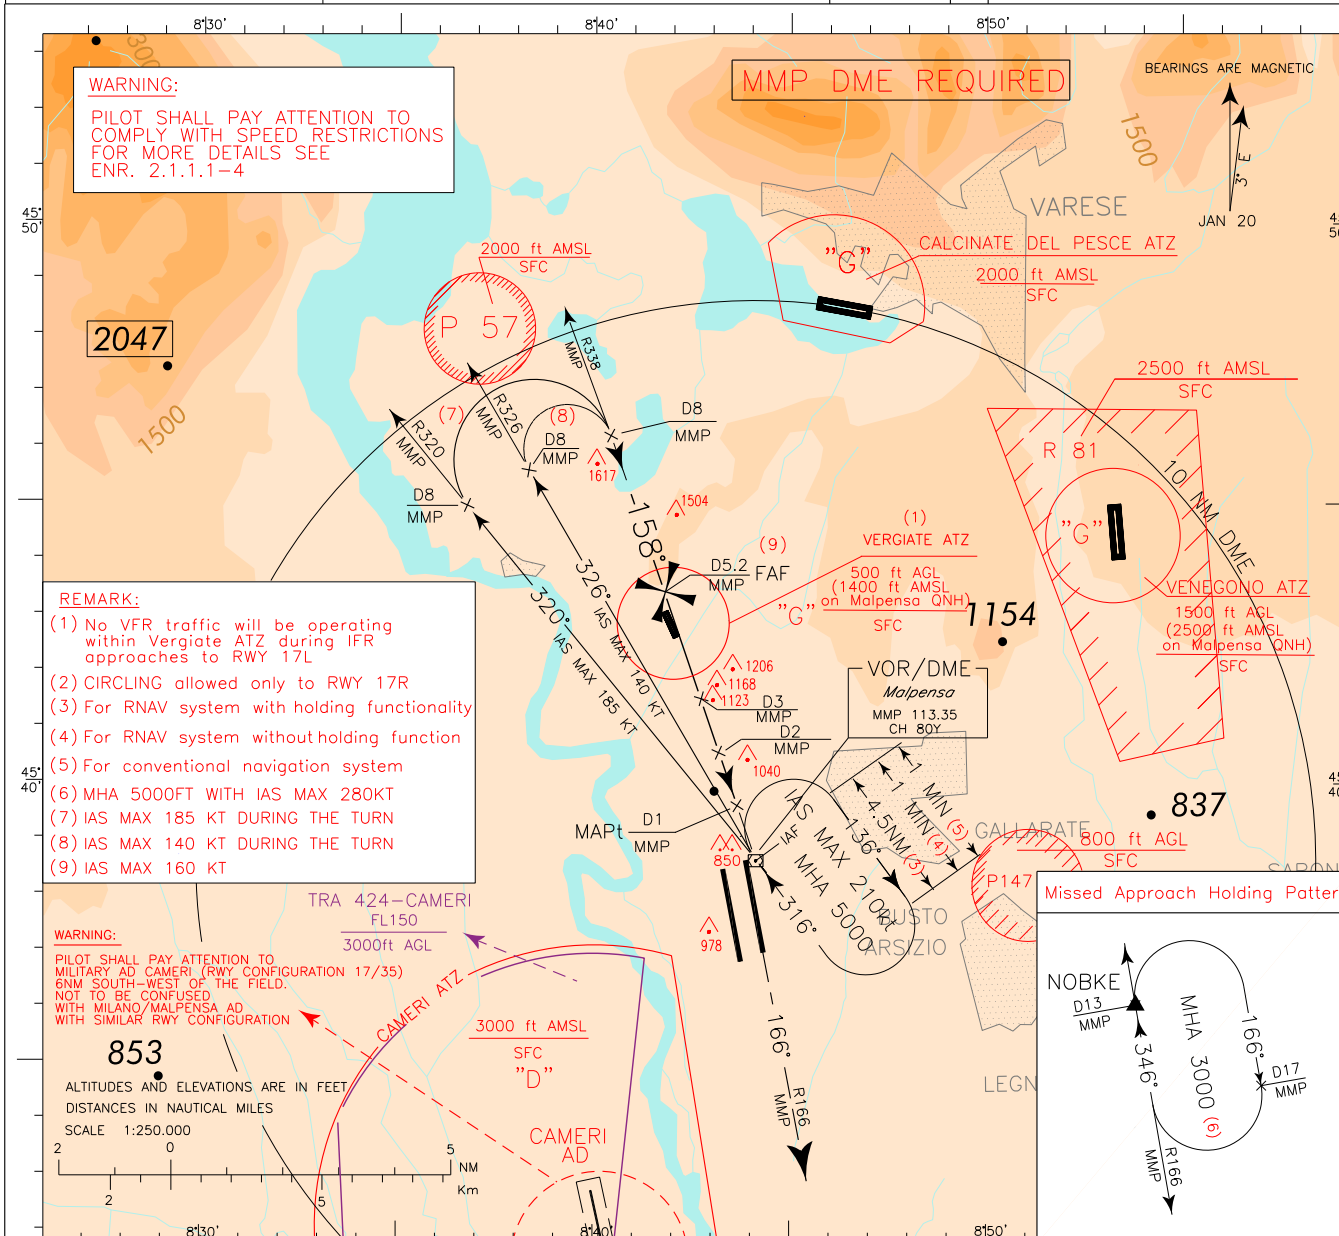 8°30'
8°40'
8°50'
3000
WARNING:
PILOT SHALL PAY ATTENTION TO
COMPLY WITH SPEED RESTRICTIONS
FOR MORE DETAILS SEE
ENR. 2.1.1.1-4
MMP DME REQUIRED
BEARINGS ARE MAGNETIC
3° E
JAN 20
1500
45°
50'
VARESE
"G"
CALCINATE DEL PESCE ATZ
2000 ft AMSL
SFC
2000 ft AMSL
SFC
P 57
2047
1500
R338
MMP
R326
MMP
R320
MMP
(7)
(8)
D8
MMP
D8
MMP
D8
MMP
1617
1504
2500 ft AMSL
SFC
R 81
10 NM DME
"G"
VENEGONO ATZ
1500 ft AGL
(2500 ft AMSL
on Malpensa QNH)
SFC
158°
(9)
D5.2
MMP
FAF
(1)
VERGIATE ATZ
500 ft AGL
(1400 ft AMSL
on Malpensa QNH)
SFC
"G"
1154
326°
IAS MAX 140 KT
320°
IAS MAX 185 KT
REMARK:
(1) No VFR traffic will be operating
within Vergiate ATZ during IFR
approaches to RWY 17L
(2) CIRCLING allowed only to RWY 17R
(3) For RNAV system with holding functionality
(4) For RNAV system without holding function
(5) For conventional navigation system
(6) MHA 5000FT WITH IAS MAX 280KT
(7) IAS MAX 185 KT DURING THE TURN
(8) IAS MAX 140 KT DURING THE TURN
(9) IAS MAX 160 KT
1206
1168
1123
D3
MMP
D2
MMP
1040
VOR/DME
Malpensa
MMP 113.35
CH 80Y
45°
40'
MAPt
D1
MMP
850
IAF
IAS MAX 210Kt
MHA 5000
136°
316°
1 MIN (5)
1 MIN (4)
4.5NM (3)
837
GALLARATE
800 ft AGL
SFC
P147
BUSTO
ARSIZIO
978
TRA 424-CAMERI
FL150
3000ft AGL
WARNING:
PILOT SHALL PAY ATTENTION TO
MILITARY AD CAMERI (RWY CONFIGURATION 17/35)
6NM SOUTH-WEST OF THE FIELD.
NOT TO BE CONFUSED
WITH MILANO/MALPENSA AD
WITH SIMILAR RWY CONFIGURATION
CAMERI ATZ
3000 ft AMSL
SFC
"D"
853
ALTITUDES AND ELEVATIONS ARE IN FEET
DISTANCES IN NAUTICAL MILES
SCALE 1:250.000
2 0 5
NM
Km
2 5
CAMERI
AD
166°
R166
MMP
LEGN
Missed Approach Holding Patter
NOBKE
D13
MMP
MHA 3000 (6)
166°
346°
D17
MMP
R166
MMP
8°30'
8°40'
8°50'